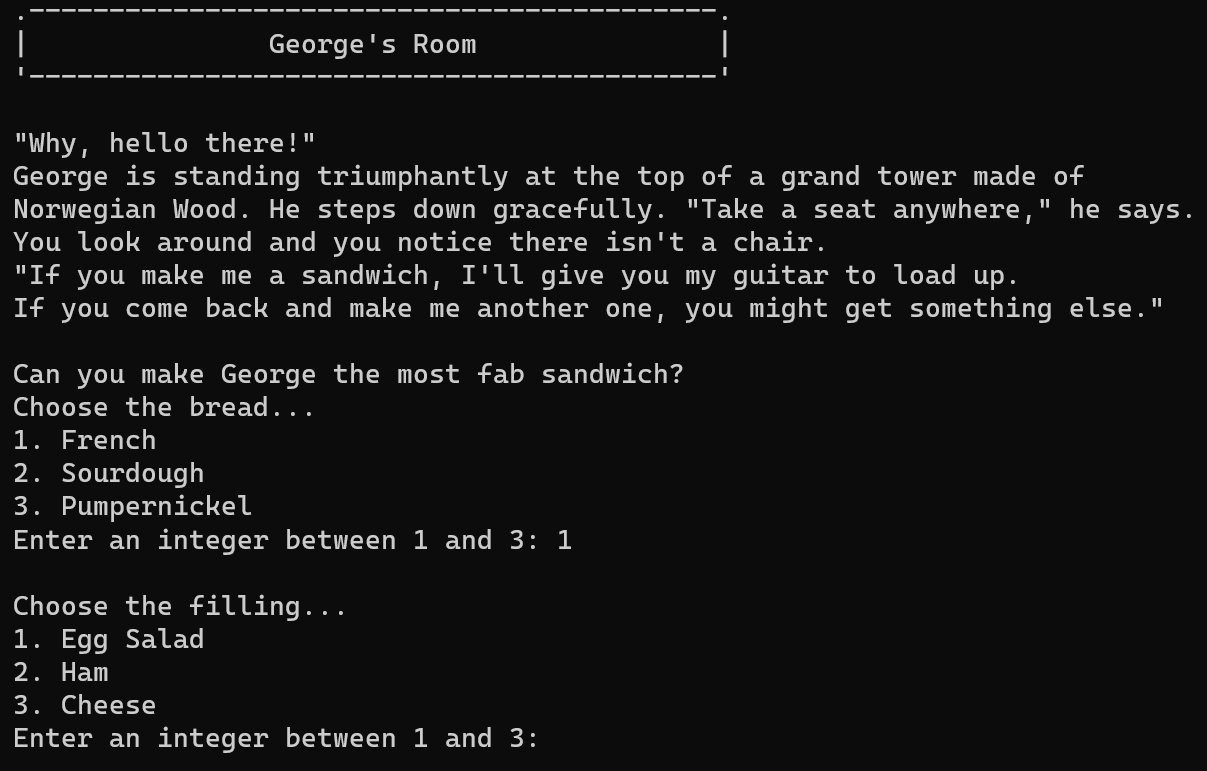 .-------------------------------------------.
|               George's Room               |
'-------------------------------------------'
"Why, hello there!"
George is standing triumphantly at the top of a grand tower made of
Norwegian Wood. He steps down gracefully. "Take a seat anywhere," he says.
You look around and you notice there isn't a chair.
"If you make me a sandwich, I'll give you my guitar to load up.
If you come back and make me another one, you might get something else."
Can you make George the most fab sandwich?
Choose the bread...
1. French
2. Sourdough
3. Pumpernickel
Enter an integer between 1 and 3: 1
Choose the filling...
1. Egg Salad
2. Ham
3. Cheese
Enter an integer between 1 and 3: